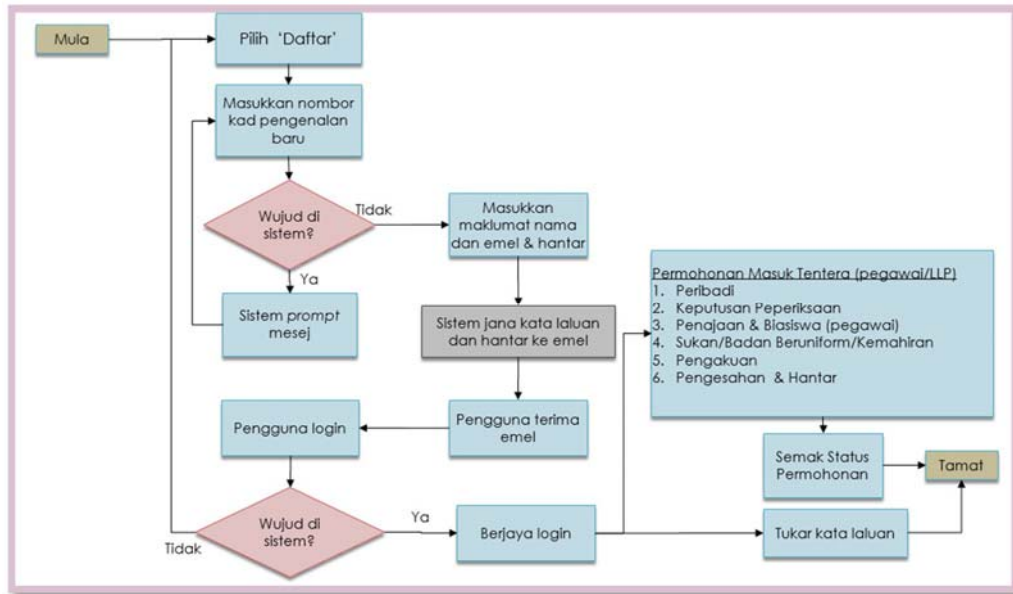 Mula
Pilih ‘Daftar’
Masukkan nombor
kad pengenalan
baru
Wujud di
sistem?
Tidak
Masukkan
maklumat nama
dan emel & hantar
Ya
Sistem prompt
mesej
Sistem jana kata laluan
dan hantar ke emel
Permohonan Masuk Tentera (pegawai/LLP)
1. Peribadi
2. Keputusan Peperiksaan
3. Penajaan & Biasiswa (pegawai)
4. Sukan/Badan Beruniform/Kemahiran
5. Pengakuan
6. Pengesahan & Hantar
Pengguna login
Pengguna terima
emel
Semak Status
Permohonan
Tamat
Wujud di
sistem?
Tidak
Ya
Berjaya login
Tukar kata laluan